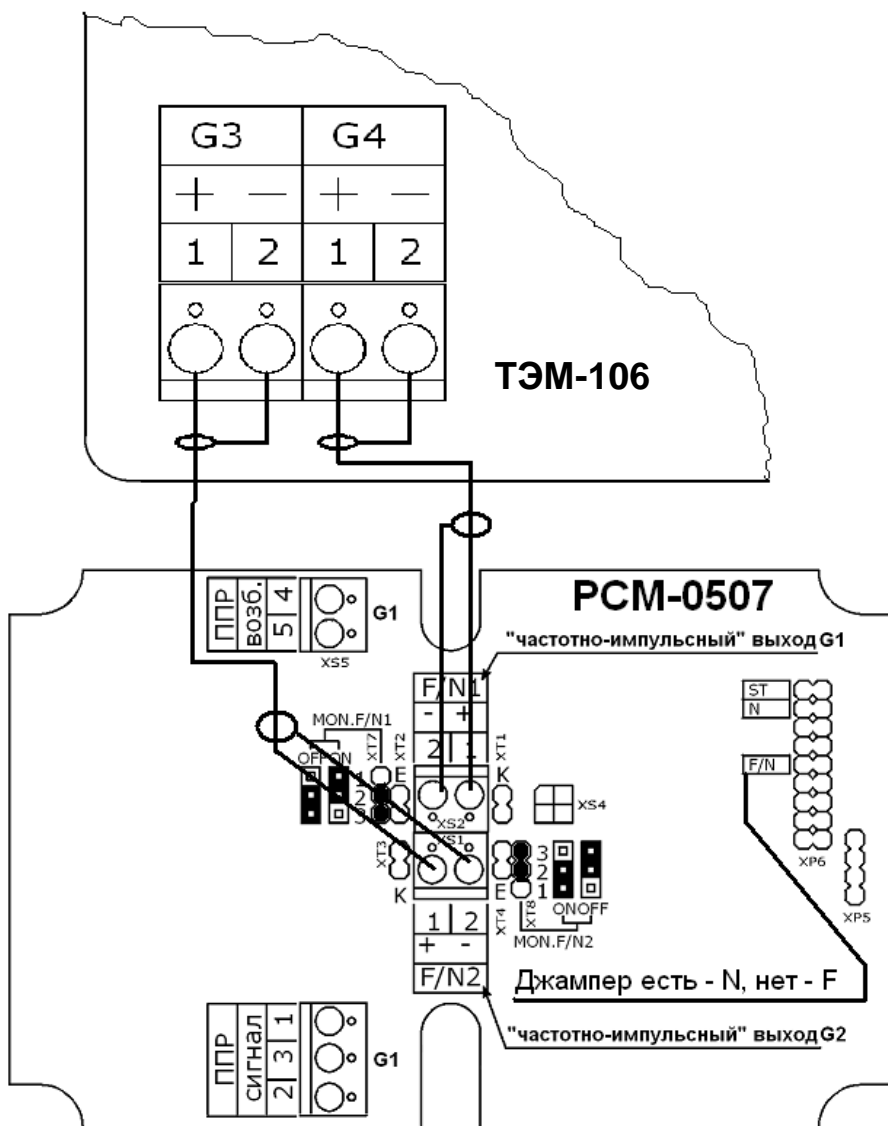 G3 G4
+ — + —
1 2 1 2
ТЭМ-106
РСМ-0507
ППР
возб.
5 4
G1
XS5
"частотно-импульсный" выход G1
F/N1
- +
2 1
MON.F/N1
OFF ON
XT7
XT2
XT1
1
2
3
E
K
XS2
XS4
XS1
XT3
K
E
XT4
XT8
3
2
1
ON OFF
MON.F/N2
1 2
+ -
F/N2
ST
N
F/N
XP6
XP5
Джампер есть - N, нет - F
"частотно-импульсный" выход G2
ППР
сигнал
2 3 1
G1